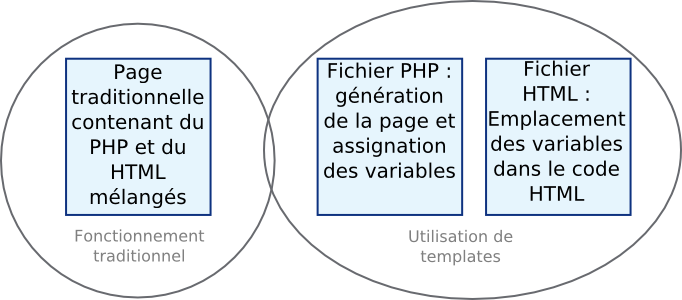 Page
traditionnelle
contenant du
PHP et du
HTML
mélangés
Fonctionnement
traditionnel
Fichier PHP :
génération
de la page et
assignation
des variables
Fichier
HTML :
Emplacement
des variables
dans le code
HTML
Utilisation de
templates